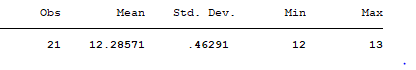 Obs Mean Std. Dev. Min Max
21 12.28571 .46291 12 13